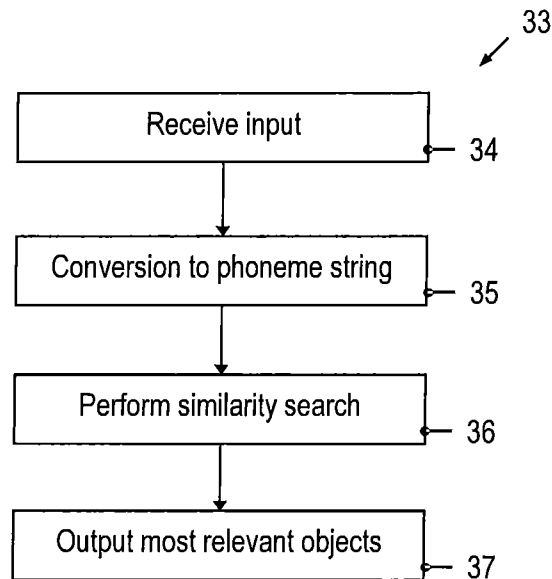 33
Receive input
34
Conversion to phoneme string
35
Perform similarity search
36
Output most relevant objects
37